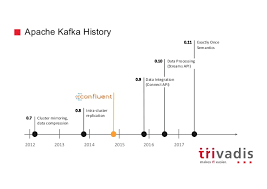 Apache Kafka History
0.11 Exactly Once
Semantics
0.10 Data Processing
(Streams API)
0.9 Data Integration
(Connect API)
confluent
0.8 Intra-cluster
replication
0.7 Cluster mirroring,
data compression
2012 2013 2014 2015 2016 2017
trivadis
makes IT easier.